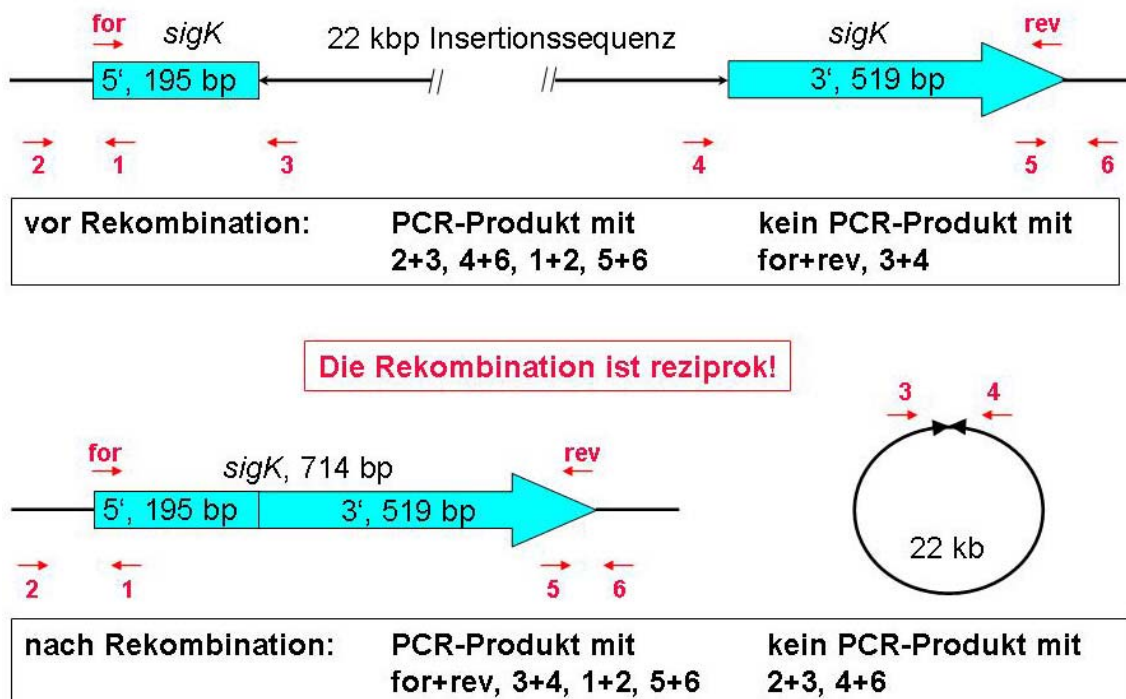 for sigK 22 kbp Insertionssequenz sigK rev
5‘, 195 bp // // 3‘, 519 bp
2 1 3 4 5 6
vor Rekombination: PCR-Produkt mit kein PCR-Produkt mit
2+3, 4+6, 1+2, 5+6 for+rev, 3+4
Die Rekombination ist reziprok!
3 4
for sigK, 714 bp rev
5‘, 195 bp 3‘, 519 bp
22 kb
2 1 5 6
nach Rekombination: PCR-Produkt mit kein PCR-Produkt mit
for+rev, 3+4, 1+2, 5+6 2+3, 4+6